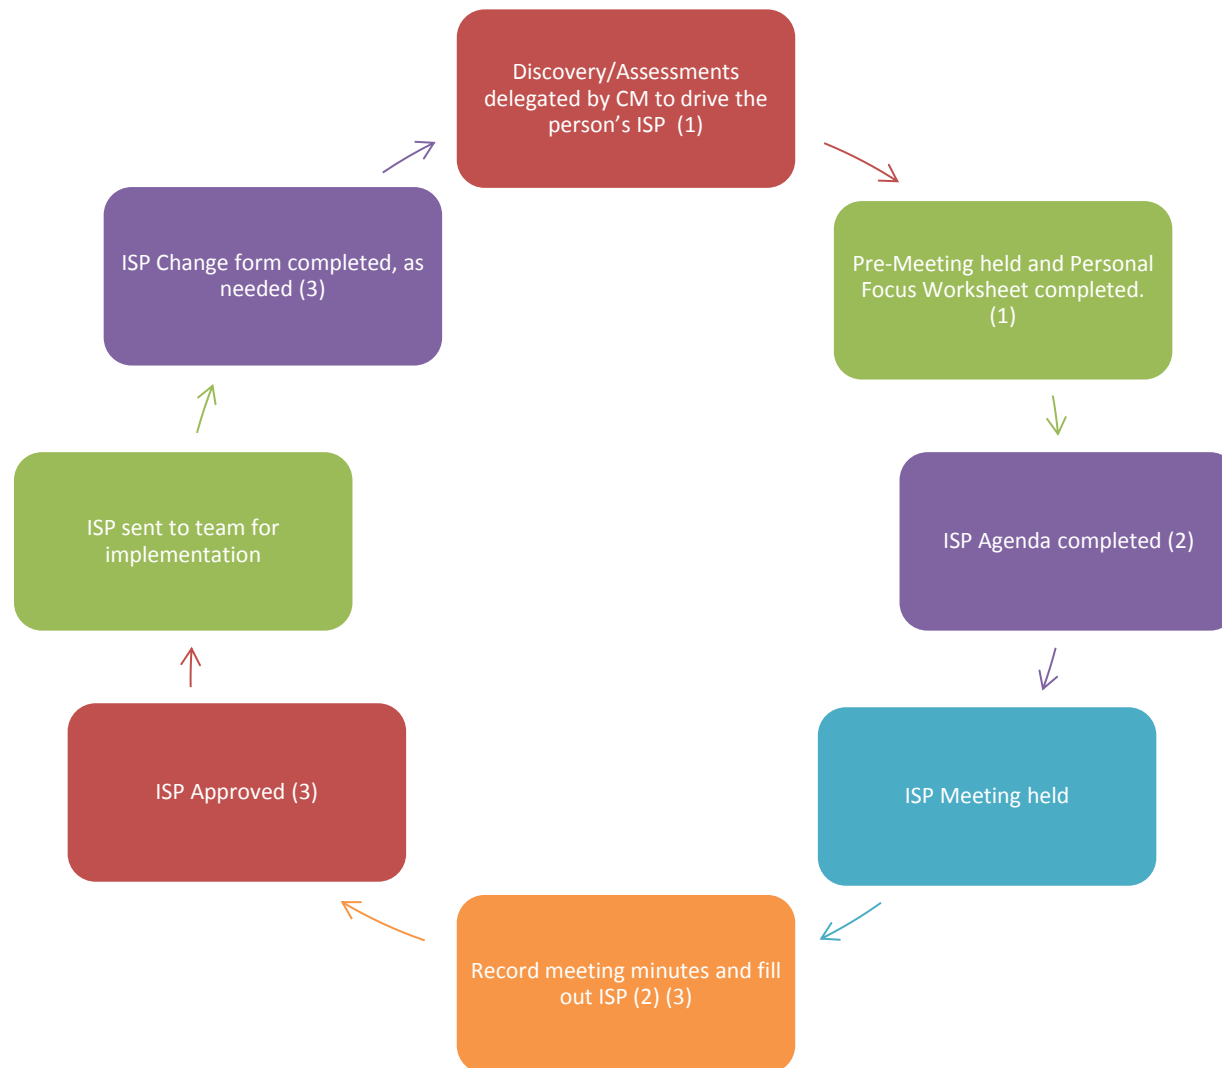 Discovery/Assessments
delegated by CM to drive the
person’s ISP  (1)
Pre-Meeting held and Personal
Focus Worksheet completed.
(1)
ISP Agenda completed (2)
ISP Meeting held
Record meeting minutes and fill
out ISP (2) (3)
ISP Approved (3)
ISP sent to team for
implementation
ISP Change form completed, as
needed (3)